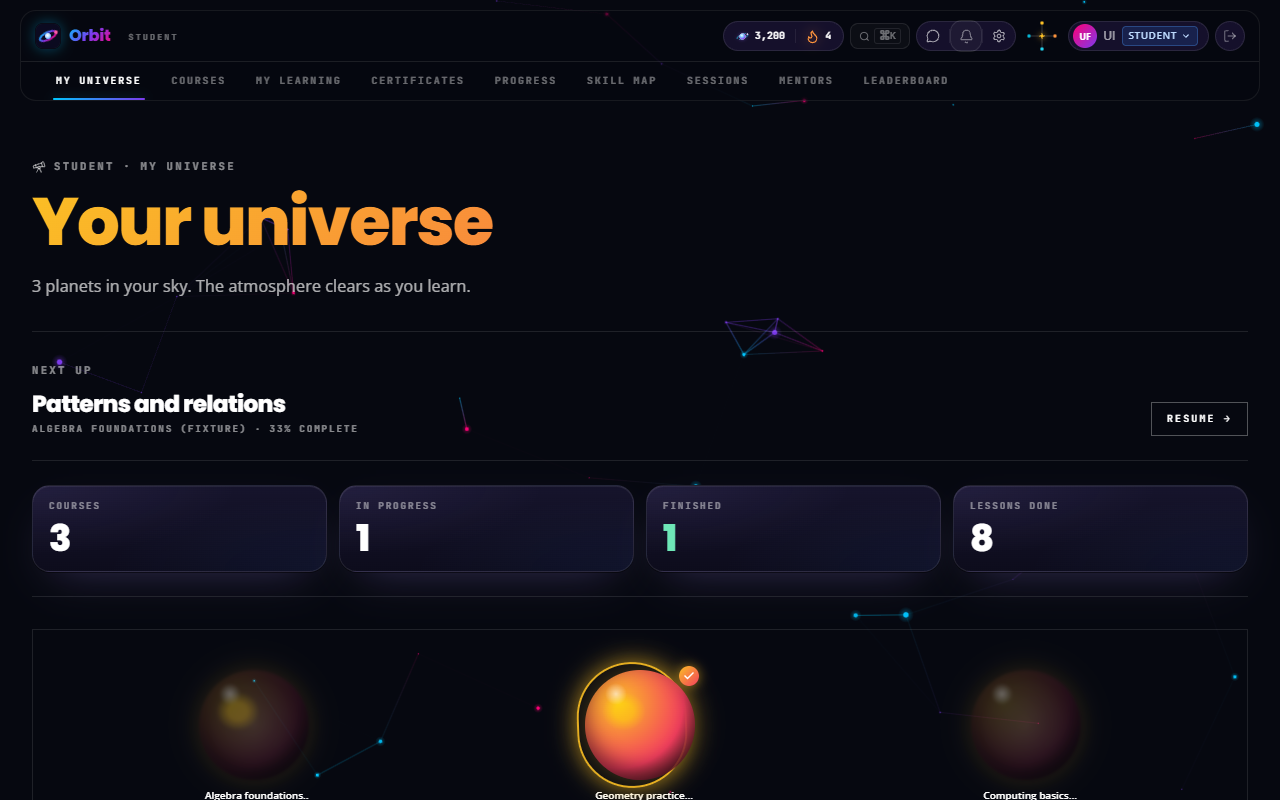 Orbit STUDENT 3,200 4 ⌘K UF UI STUDENT
MY UNIVERSE COURSES MY LEARNING CERTIFICATES PROGRESS SKILL MAP SESSIONS MENTORS LEADERBOARD
STUDENT · MY UNIVERSE
Your universe
3 planets in your sky. The atmosphere clears as you learn.
NEXT UP
Patterns and relations
ALGEBRA FOUNDATIONS (FIXTURE) · 33% COMPLETE
RESUME →
COURSES IN PROGRESS FINISHED LESSONS DONE
3 1 1 8
Algebra foundations.. Geometry practice... Computing basics...